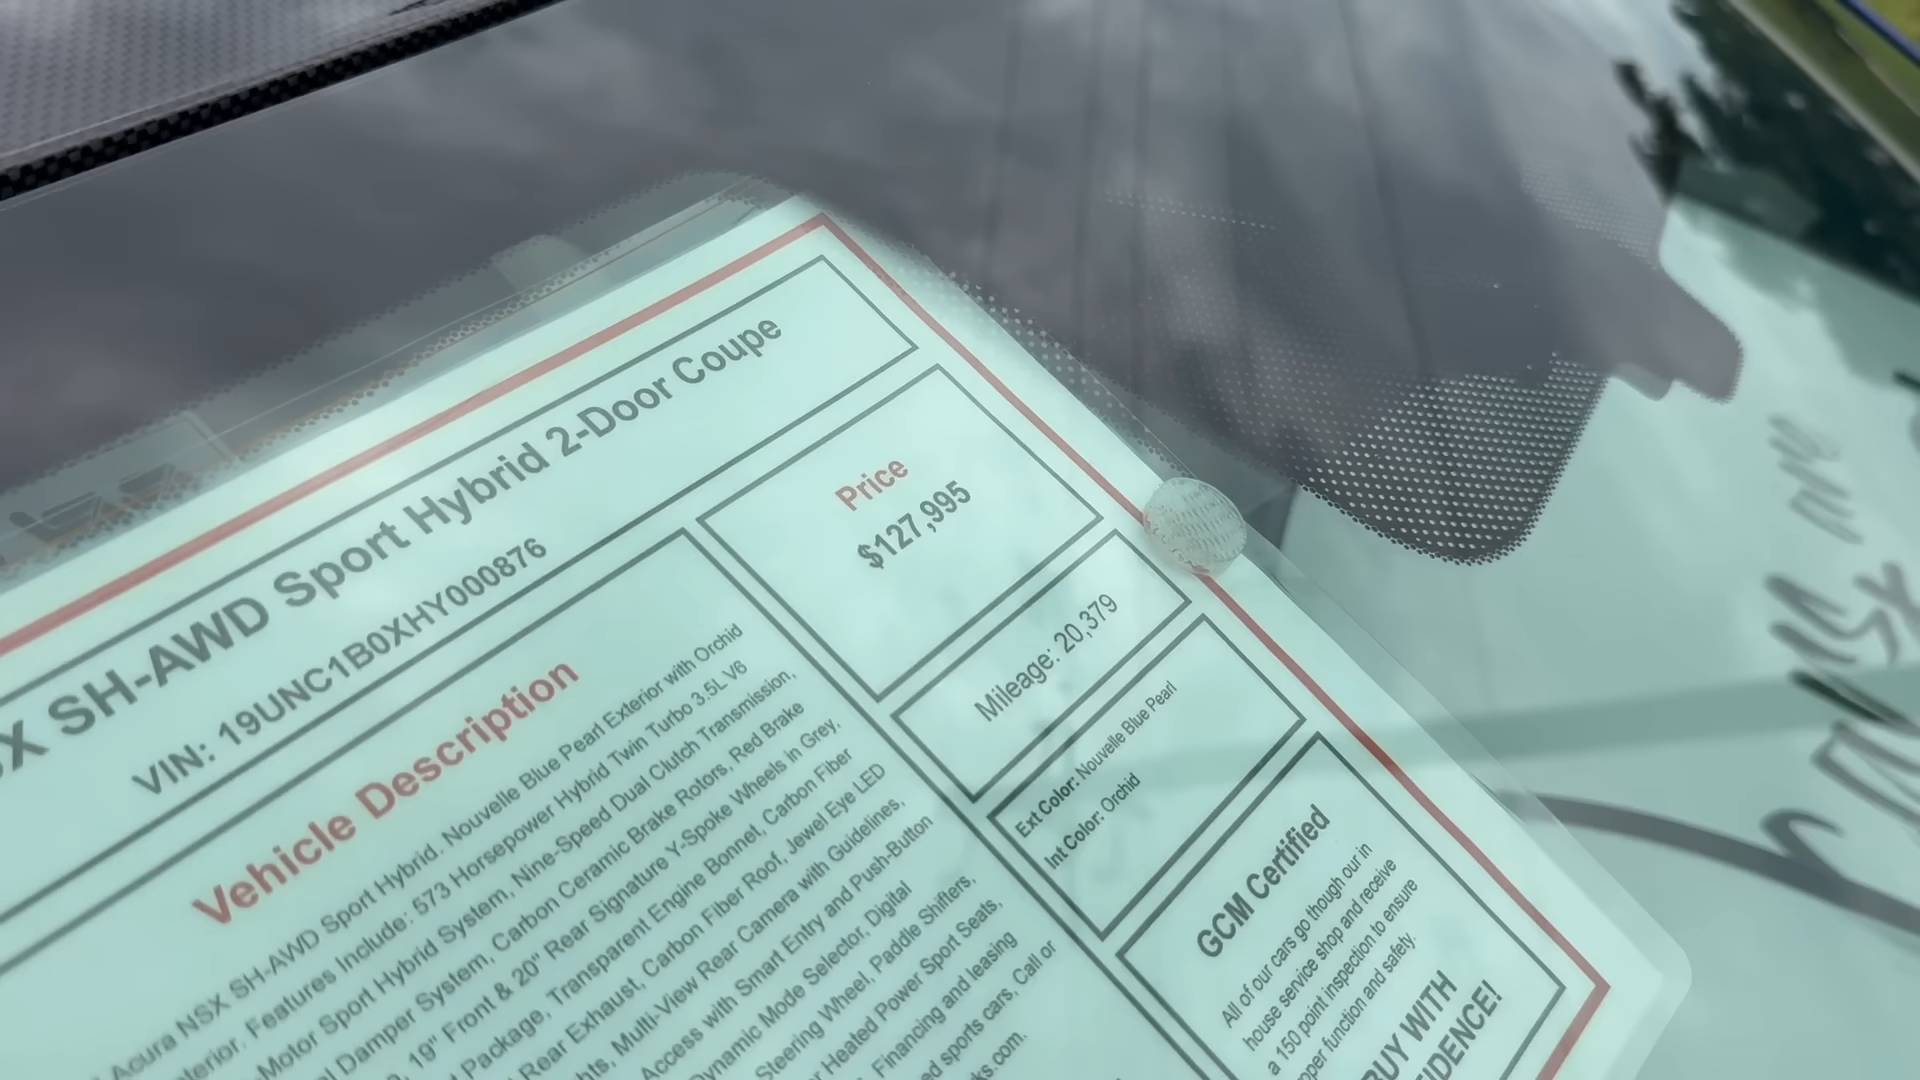 SH-AWD Sport Hybrid 2-Door Coupe
VIN: 19UNC1B0XHY000876
Vehicle Description
Acura NSX SH-AWD Sport Hybrid. Nouvelle Blue Pearl Exterior with Orchid
Features Include: 573 Horsepower Hybrid Twin Turbo 3.5L V6
-Motor Sport Hybrid System, Nine-Speed Dual Clutch Transmission,
Damper System, Carbon Ceramic Brake Rotors, Red Brake
19" Front & 20" Rear Signature Y-Spoke Wheels in Grey,
Package, Transparent Engine Bonnet, Carbon Fiber
Rear Exhaust, Carbon Fiber Roof, Jewel Eye LED
Multi-View Rear Camera with Guidelines,
Access with Smart Entry and Push-Button
Dynamic Mode Selector, Digital
Steering Wheel, Paddle Shifters,
Heated Power Sport Seats,
Financing and leasing
sports cars. Call or
Price
$127,995
Mileage: 20,379
Ext Color: Nouvelle Blue Pearl
Int Color: Orchid
GCM Certified
All of our cars go though our in
house service shop and receive
a 150 point inspection to ensure
function and safety.
BUY WITH